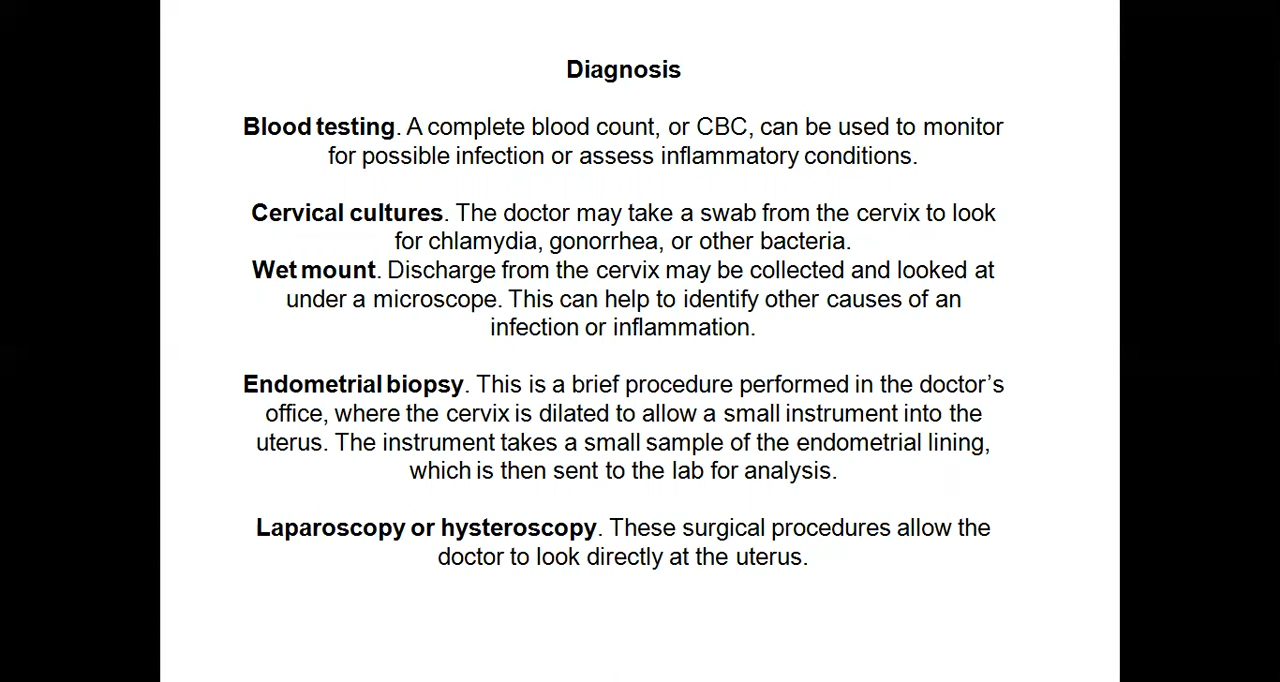 Diagnosis
Blood testing. A complete blood count, or CBC, can be used to monitor
for possible infection or assess inflammatory conditions.
Cervical cultures. The doctor may take a swab from the cervix to look
for chlamydia, gonorrhea, or other bacteria.
Wet mount. Discharge from the cervix may be collected and looked at
under a microscope. This can help to identify other causes of an
infection or inflammation.
Endometrial biopsy. This is a brief procedure performed in the doctor’s
office, where the cervix is dilated to allow a small instrument into the
uterus. The instrument takes a small sample of the endometrial lining,
which is then sent to the lab for analysis.
Laparoscopy or hysteroscopy. These surgical procedures allow the
doctor to look directly at the uterus.